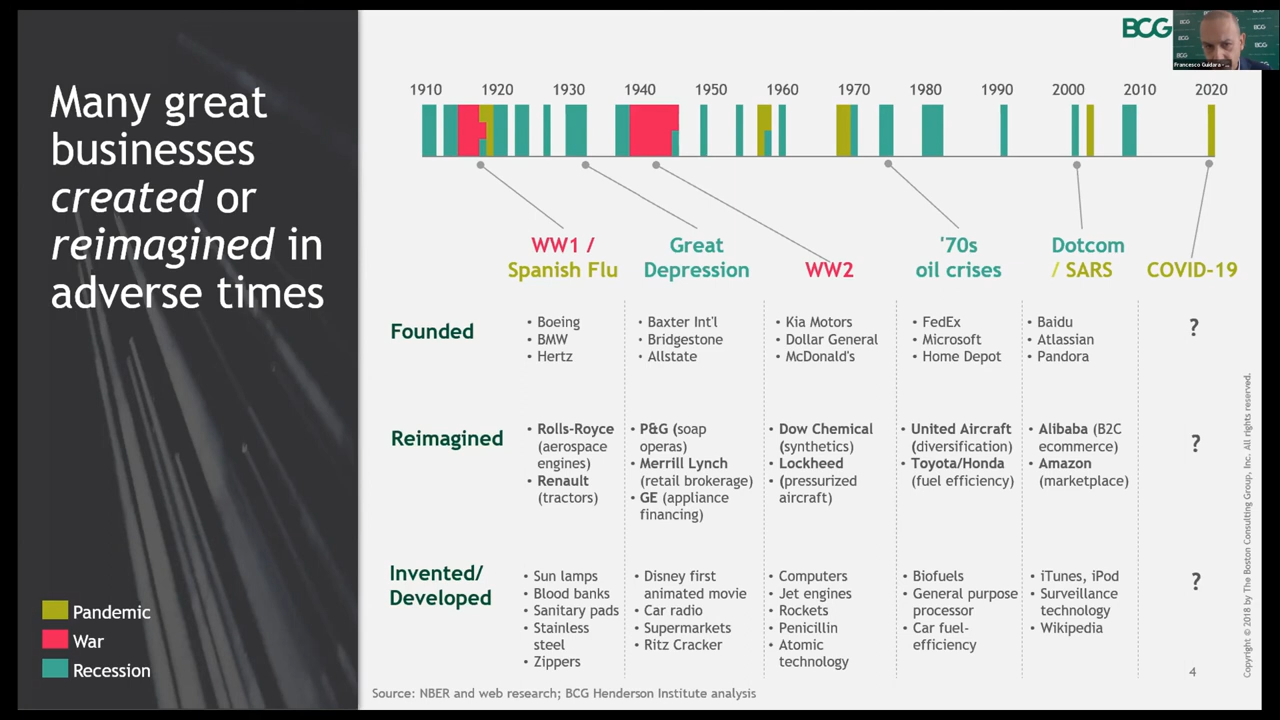 Many great
businesses
created or
reimagined in
adverse times
Pandemic
War
Recession
BCG
Francesco Guidara - ...
1910 1920 1930 1940 1950 1960 1970 1980 1990 2000 2010 2020
WW1 /
Spanish Flu
Great
Depression
WW2
'70s
oil crises
Dotcom
/ SARS
COVID-19
Founded
• Boeing
• BMW
• Hertz
• Baxter Int'l
• Bridgestone
• Allstate
• Kia Motors
• Dollar General
• McDonald's
• FedEx
• Microsoft
• Home Depot
• Baidu
• Atlassian
• Pandora
?
Reimagined
• Rolls-Royce
(aerospace
engines)
• Renault
(tractors)
• P&G (soap
operas)
• Merrill Lynch
(retail brokerage)
• GE (appliance
financing)
• Dow Chemical
(synthetics)
• Lockheed
• (pressurized
aircraft)
• United Aircraft
(diversification)
• Toyota/Honda
(fuel efficiency)
• Alibaba (B2C
ecommerce)
• Amazon
(marketplace)
?
Invented/
Developed
• Sun lamps
• Blood banks
• Sanitary pads
• Stainless
steel
• Zippers
• Disney first
animated movie
• Car radio
• Supermarkets
• Ritz Cracker
• Computers
• Jet engines
• Rockets
• Penicillin
• Atomic
technology
• Biofuels
• General purpose
processor
• Car fuel-
efficiency
• iTunes, iPod
• Surveillance
technology
• Wikipedia
?
4
Source: NBER and web research; BCG Henderson Institute analysis
Copyright © 2018 by The Boston Consulting Group, Inc. All rights reserved.